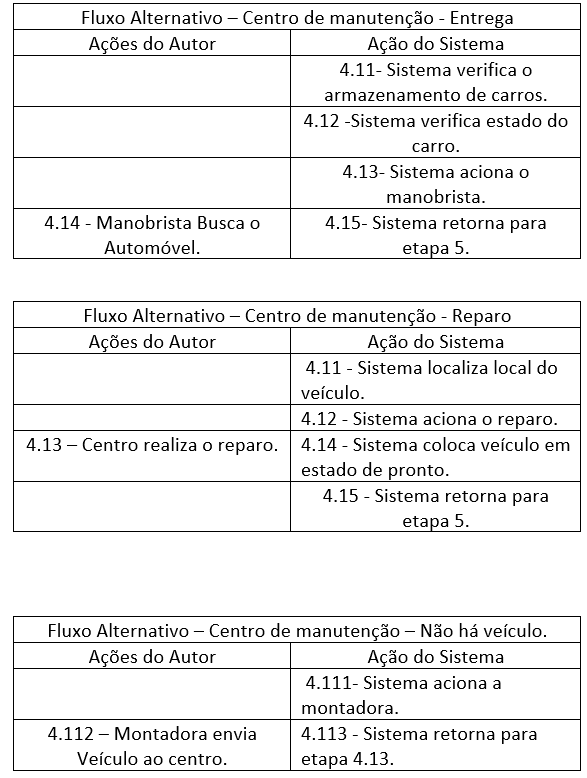 Fluxo Alternativo – Centro de manutenção - Entrega
Ações do Autor
Ação do Sistema
4.11- Sistema verifica o
armazenamento de carros.
4.12 -Sistema verifica estado do
carro.
4.13- Sistema aciona o
manobrista.
4.14 - Manobrista Busca o
Automóvel.
4.15- Sistema retorna para
etapa 5.
Fluxo Alternativo – Centro de manutenção - Reparo
Ações do Autor
Ação do Sistema
4.11 - Sistema localiza local do
veículo.
4.12 - Sistema aciona o reparo.
4.13 – Centro realiza o reparo.
4.14 - Sistema coloca veículo em
estado de pronto.
4.15 - Sistema retorna para
etapa 5.
Fluxo Alternativo – Centro de manutenção – Não há veículo.
Ações do Autor
Ação do Sistema
4.111- Sistema aciona a
montadora.
4.112 – Montadora envia
Veículo ao centro.
4.113 - Sistema retorna para
etapa 4.13.